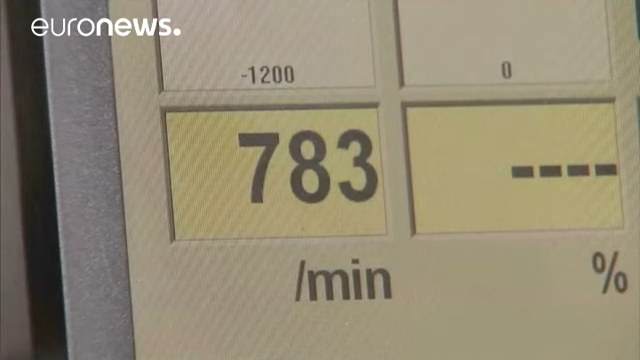 euronews.
-1200
0
783
----
/min
%